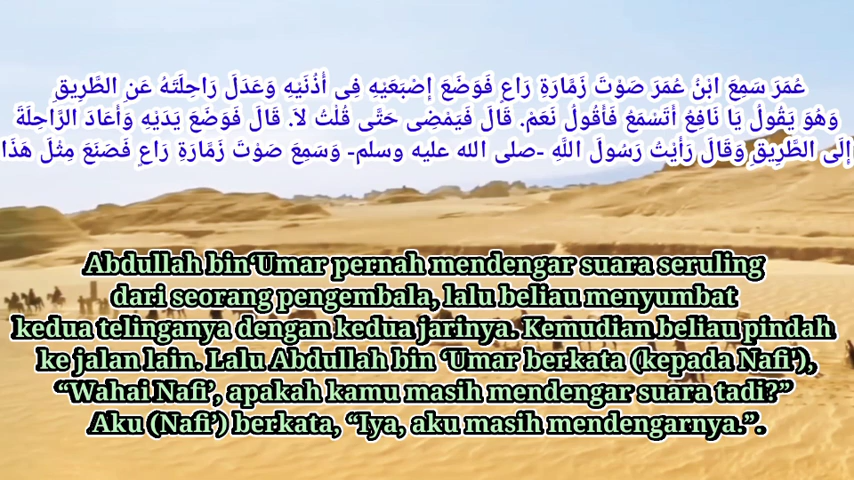 عُمَرَ سَمِعَ ابْنُ عُمَرَ صَوْتَ زَمَّارَةِ رَاعٍ فَوَضَعَ إِصْبَعَيْهِ فِى أُذُنَيْهِ وَعَدَلَ رَاحِلَتَهُ عَنِ الطَّرِيقِ
وَهُوَ يَقُولُ يَا نَافِعُ أَتَسْمَعُ فَأَقُولُ نَعَمْ. قَالَ فَيَمْضِى حَتَّى قُلْتُ لاَ. قَالَ فَوَضَعَ يَدَيْهِ وَأَعَادَ الرَّاحِلَةَ
إِلَى الطَّرِيقِ وَقَالَ رَأَيْتُ رَسُولَ اللَّهِ -صلى الله عليه وسلم- وَسَمِعَ صَوْتَ زَمَّارَةِ رَاعٍ فَصَنَعَ مِثْلَ هَذَا
Abdullah bin‘Umar pernah mendengar suara seruling
dari seorang pengembala, lalu beliau menyumbat
kedua telinganya dengan kedua jarinya. Kemudian beliau pindah
ke jalan lain. Lalu Abdullah bin ‘Umar berkata (kepada Nafi’),
“Wahai Nafi’, apakah kamu masih mendengar suara tadi?”
Aku (Nafi’) berkata, “Iya, aku masih mendengarnya.”.